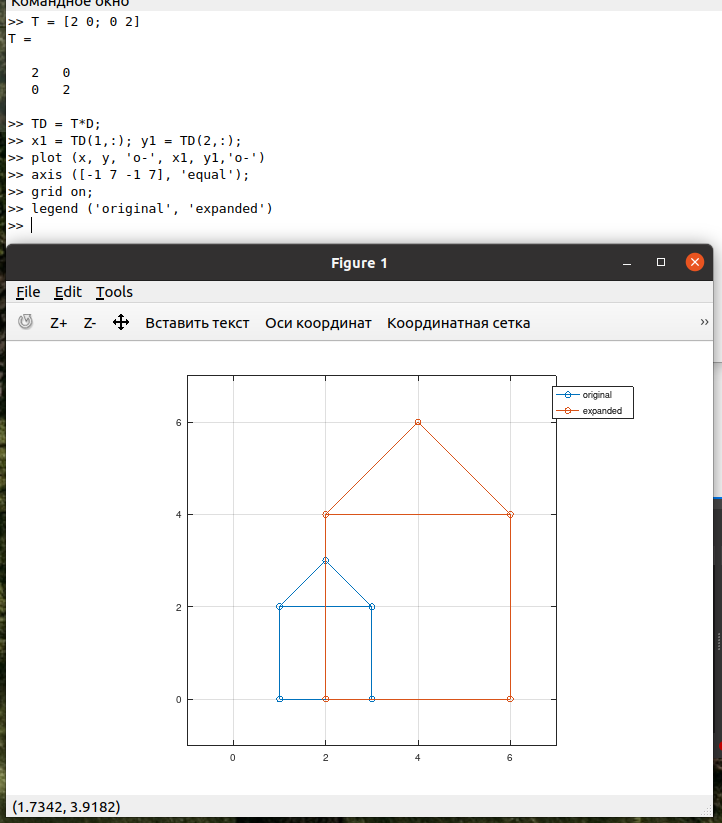 Командное окно
>> T = [2 0; 0 2]
T =
2 0
0 2
>> TD = T*D;
>> x1 = TD(1,:); y1 = TD(2,:);
>> plot (x, y, 'o-', x1, y1,'o-')
>> axis ([-1 7 -1 7], 'equal');
>> grid on;
>> legend ('original', 'expanded')
>>
Figure 1
File Edit Tools
Z+ Z- Вставить текст Оси координат Координатная сетка »
original
expanded
6
4
2
0
0 2 4 6
(1.7342, 3.9182)